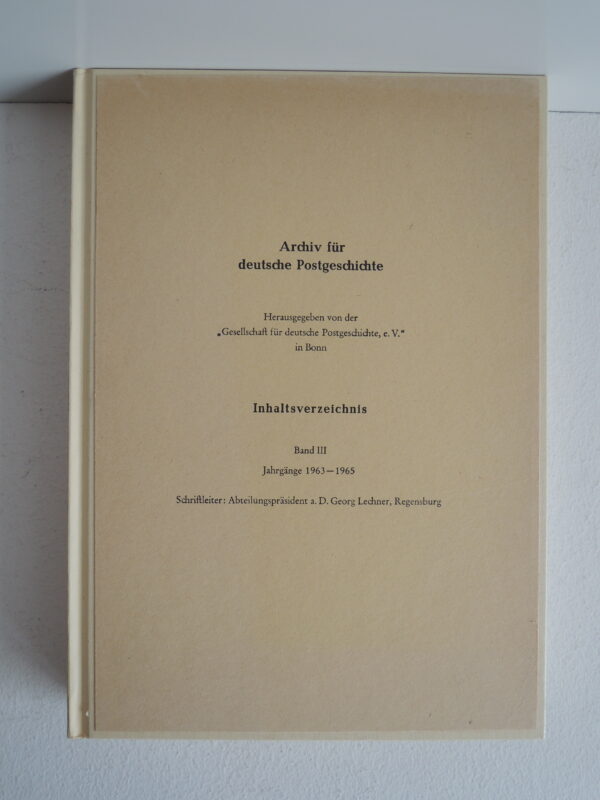 Archiv für
deutsche Postgeschichte
Herausgegeben von der
„Gesellschaft für deutsche Postgeschichte, e. V.“
in Bonn
Inhaltsverzeichnis
Band III
Jahrgänge 1963—1965
Schriftleiter: Abteilungspräsident a. D. Georg Lechner, Regensburg